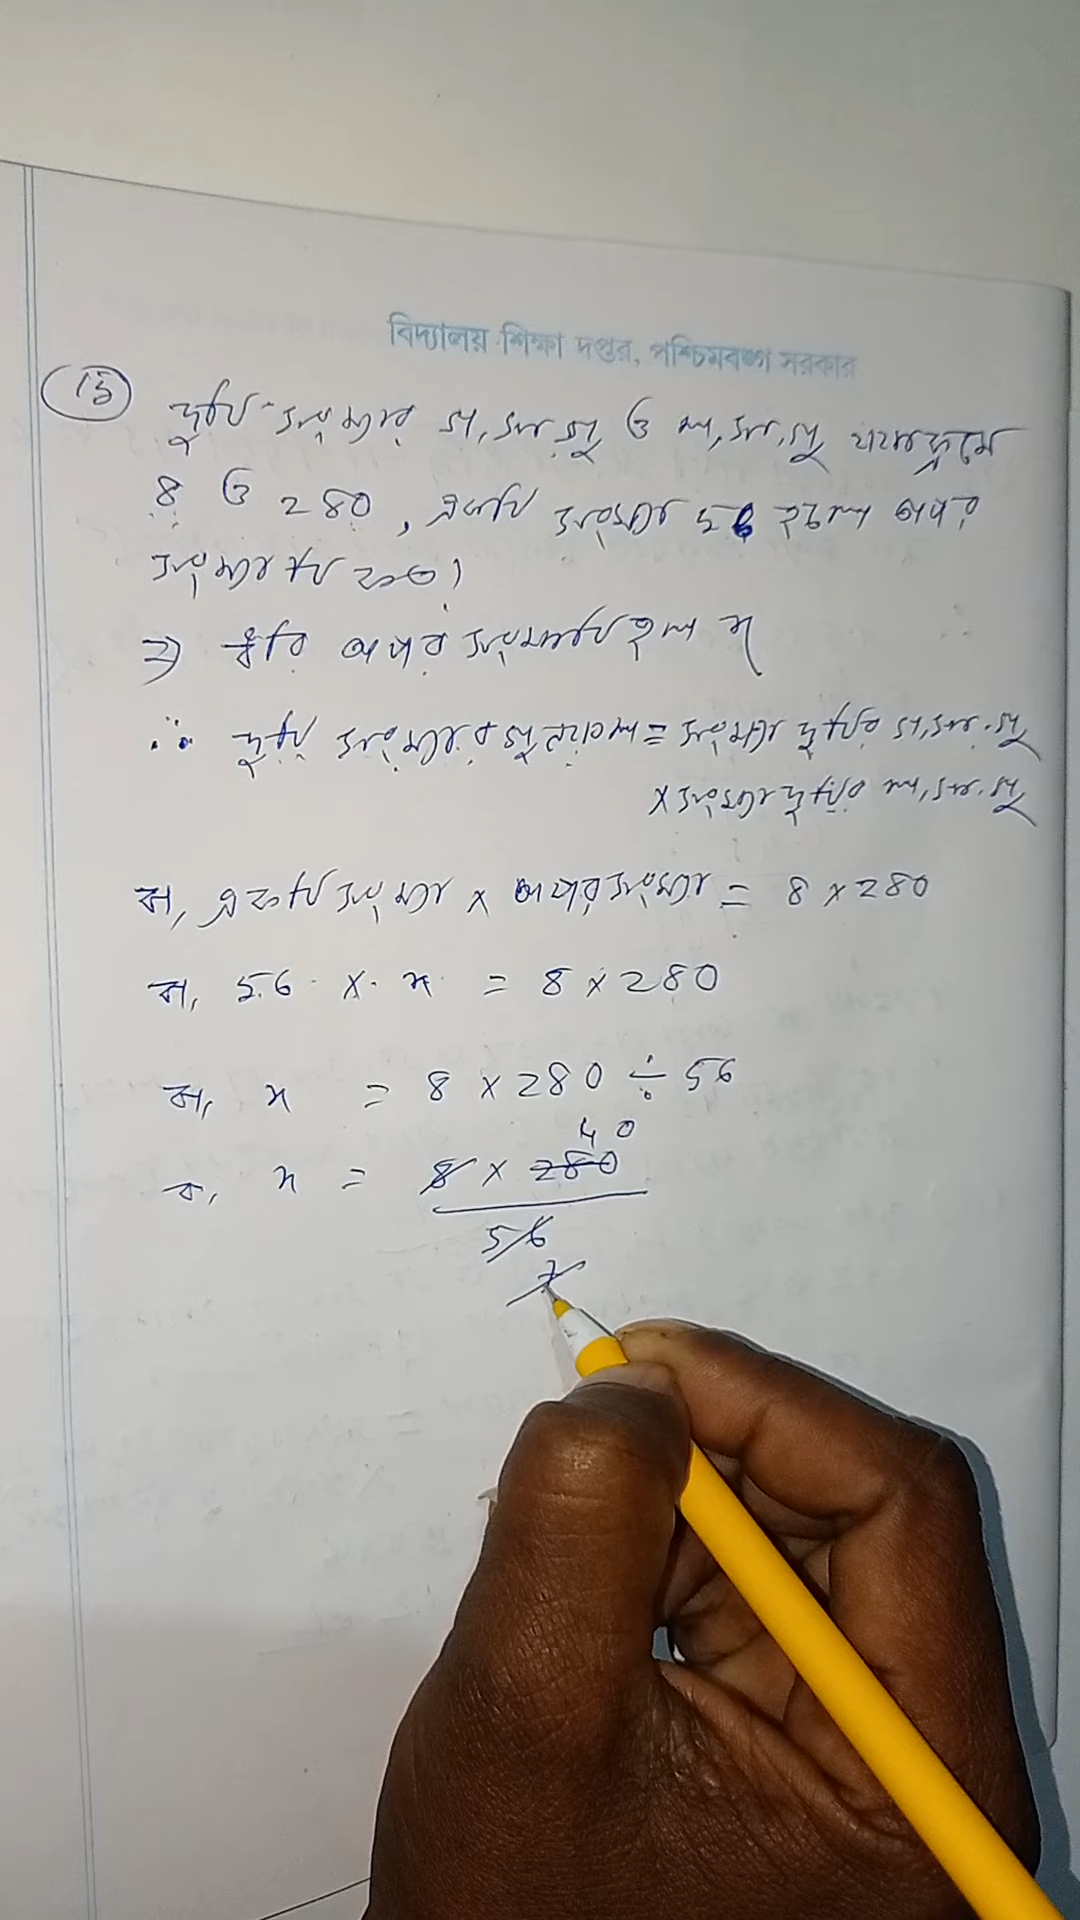 বিদ্যালয় শিক্ষা দপ্তর, পশ্চিমবঙ্গ সরকার
দুটি সংখ্যার গ,সা.গু ও ল,সা,গু যথাক্রমে
8 ও 280, একটি সংখ্যা 56 হলে অপর
সংখ্যাটি কত।
⇒ ধরি অপর সংখ্যাটি হল x
∴ দুটি সংখ্যার গুণফল = সংখ্যা দুটির গ,সা.গু
× সংখ্যা দুটির ল,সা.গু
বা, একটি সংখ্যা × অপর সংখ্যা = 8 × 280
বা, 56 × x = 8 × 280
বা, x = 8 × 280 ÷ 56
40
বা, x = 8 × 280
56
7